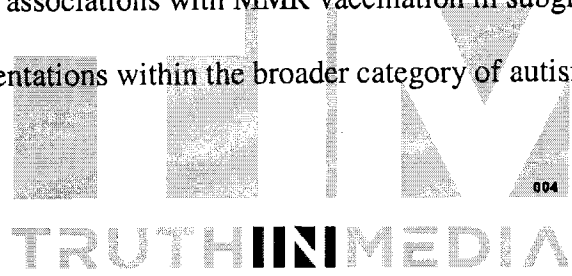 associations with MMR vaccination in subg
entations within the broader category of autis
004
TRUTHINMEDIA